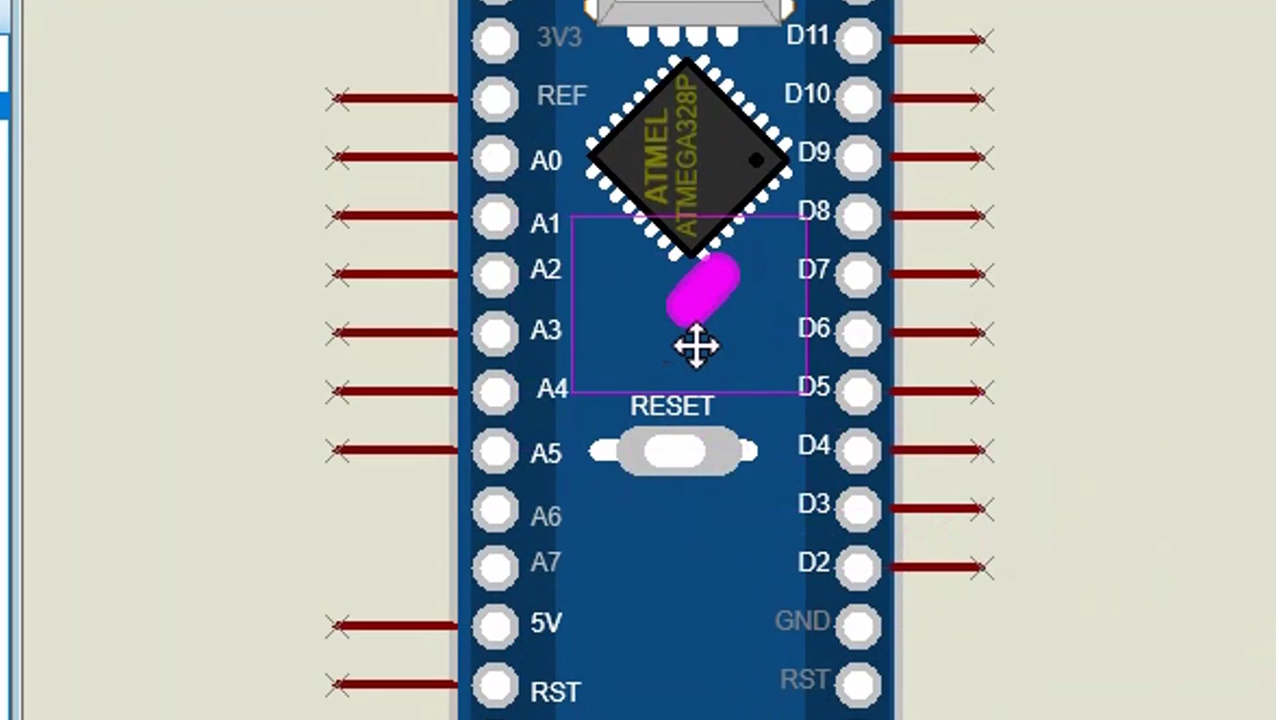 3V3
REF
A0
A1
A2
A3
A4
A5
A6
A7
5V
RST
ATMEL
ATMEGA328P
RESET
D11
D10
D9
D8
D7
D6
D5
D4
D3
D2
GND
RST